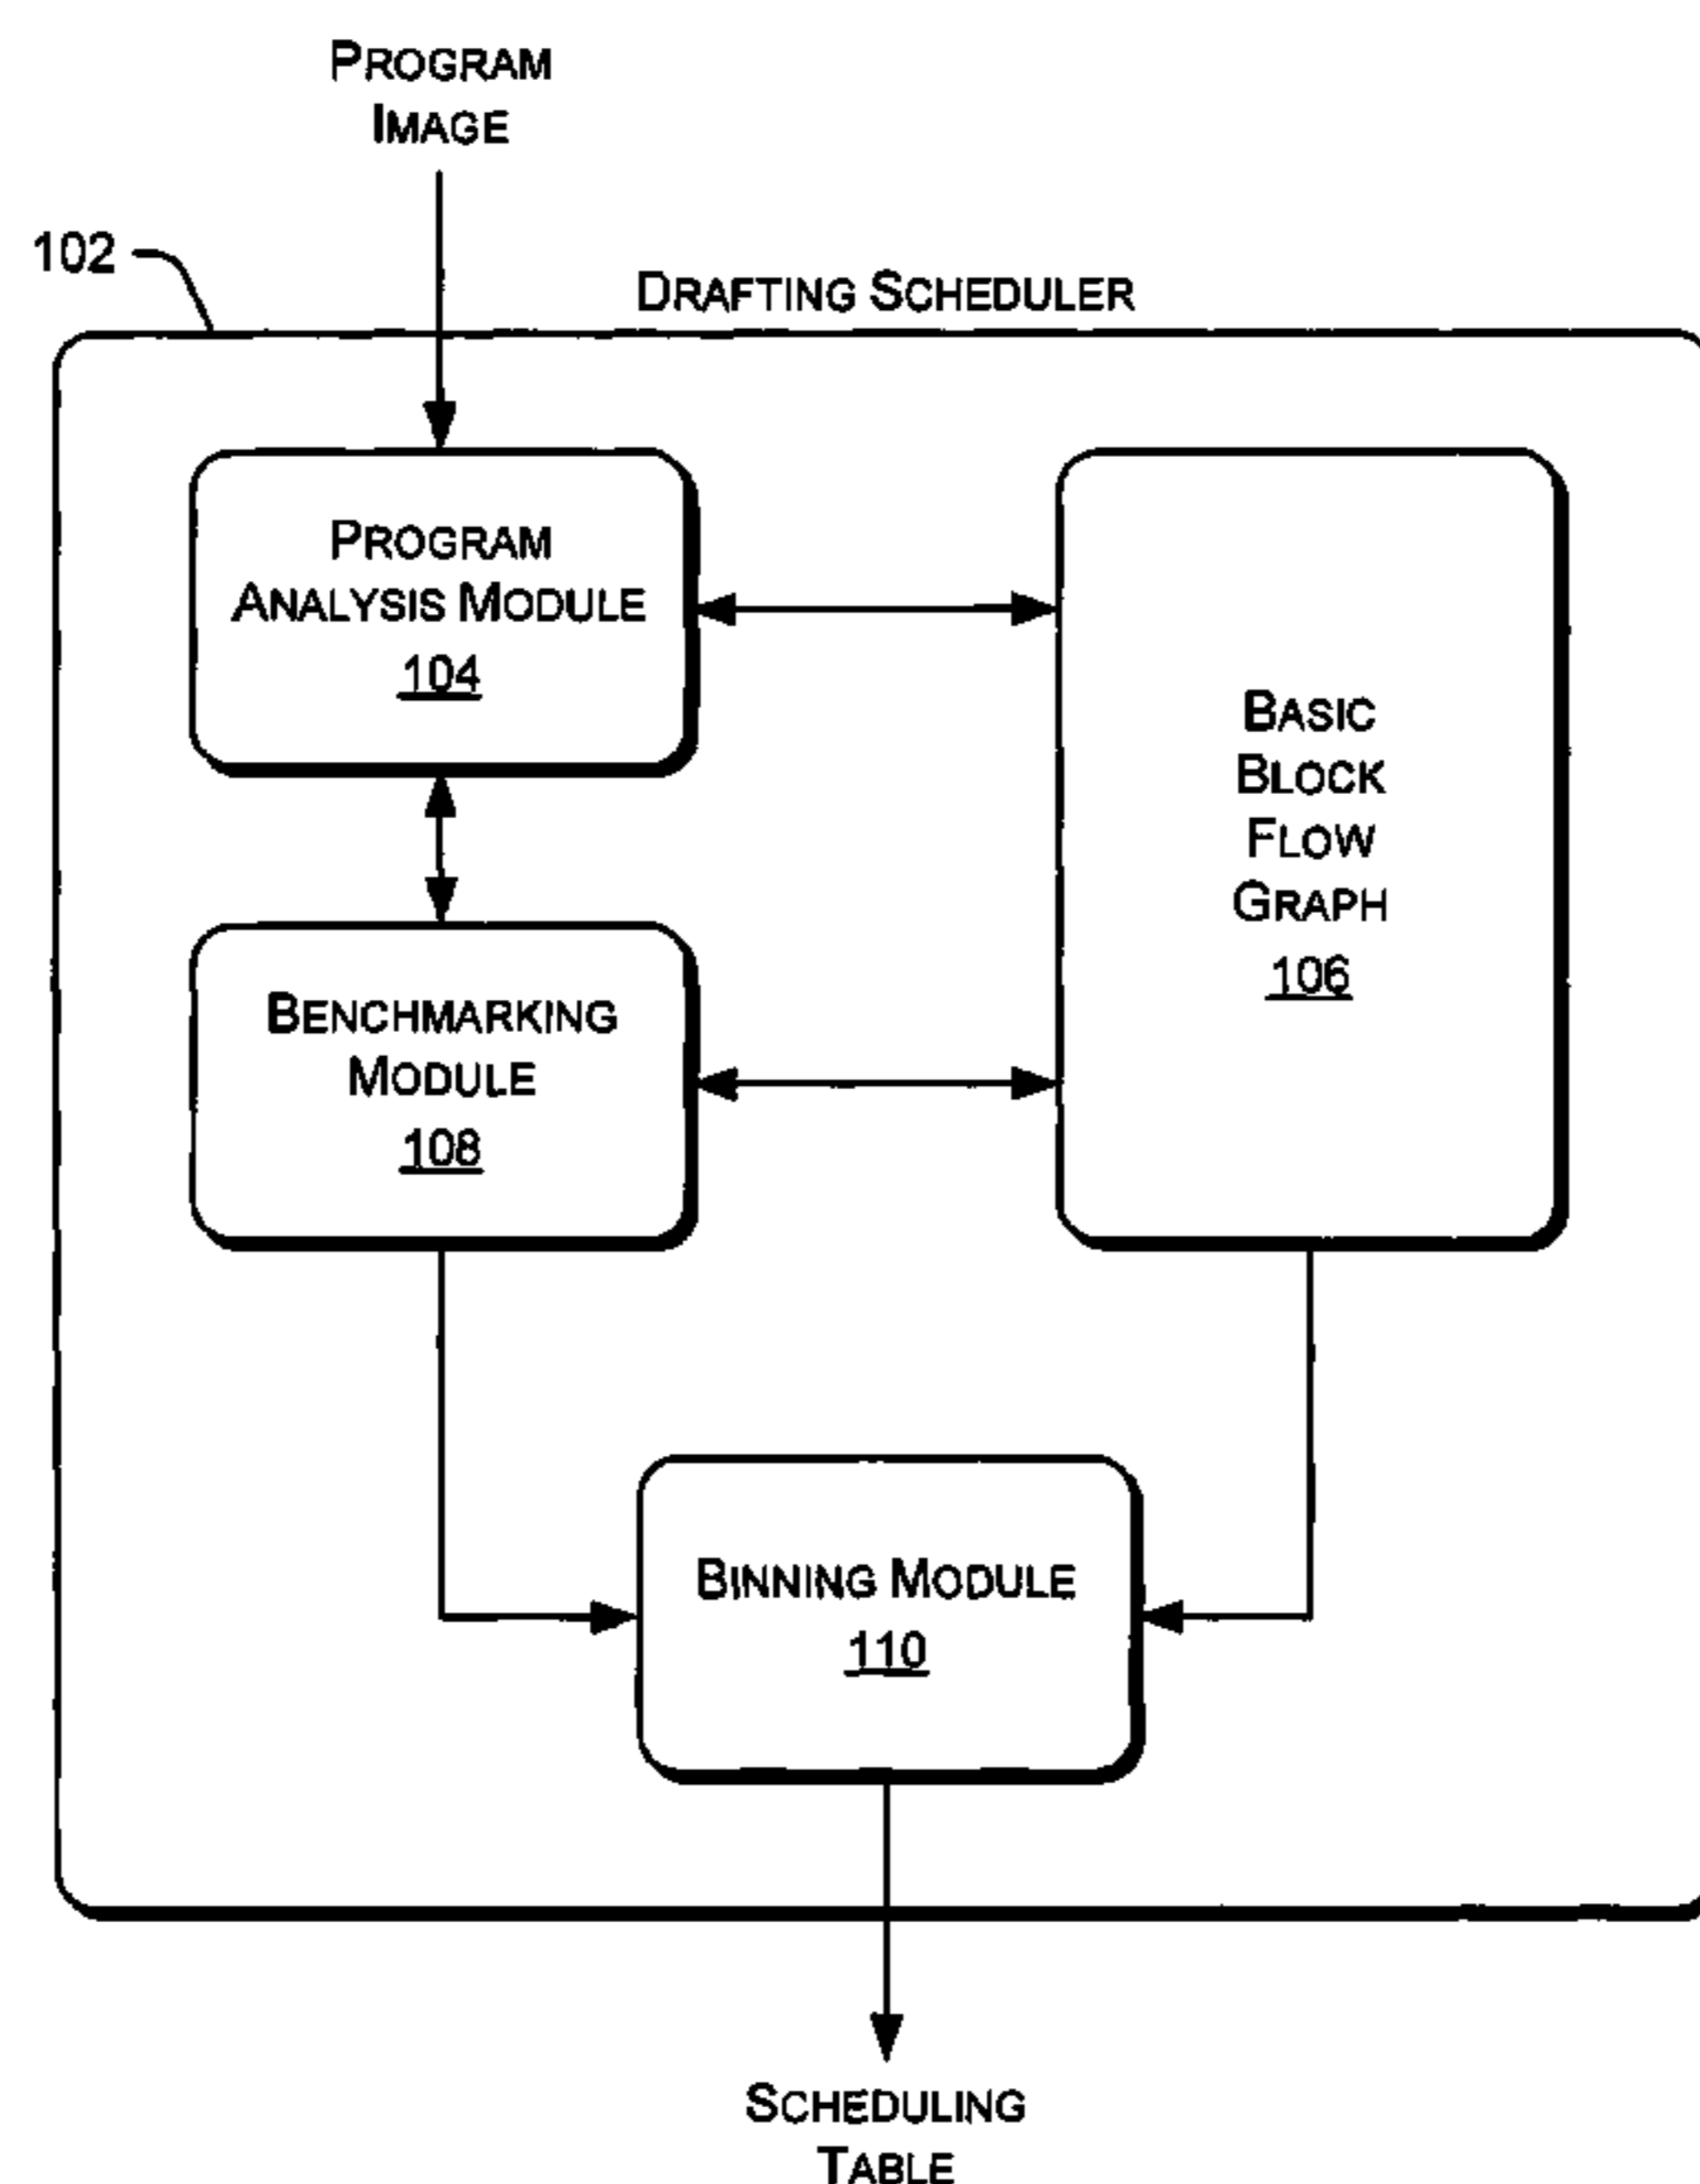 PROGRAM
IMAGE
102
DRAFTING SCHEDULER
PROGRAM
ANALYSIS MODULE
104
BASIC
BLOCK
FLOW
GRAPH
106
BENCHMARKING
MODULE
108
BINNING MODULE
110
SCHEDULING
TABLE